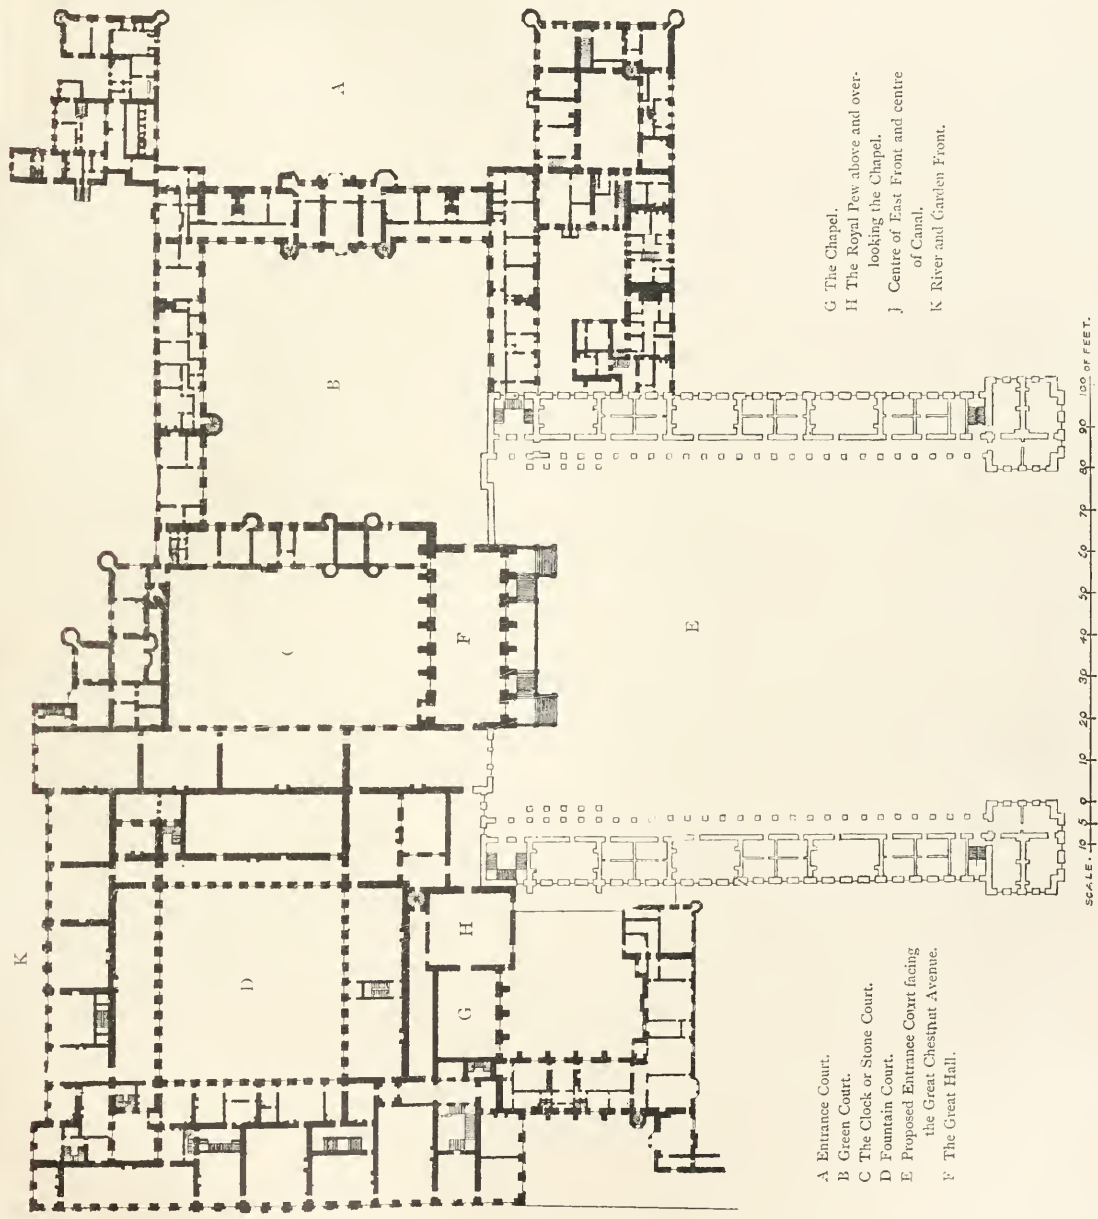 A
B
C
D
E
F
G
H
K
A Entrance Court.
B Green Court.
C The Clock or Stone Court.
D Fountain Court.
E Proposed Entrance Court facing
the Great Chestnut Avenue.
F The Great Hall.
G The Chapel.
H The Royal Pew above and over-
looking the Chapel.
J Centre of East Front and centre
of Canal.
K River and Garden Front.
SCALE. 10 5 0 10 20 30 40 50 60 70 80 90 100 OF FEET.